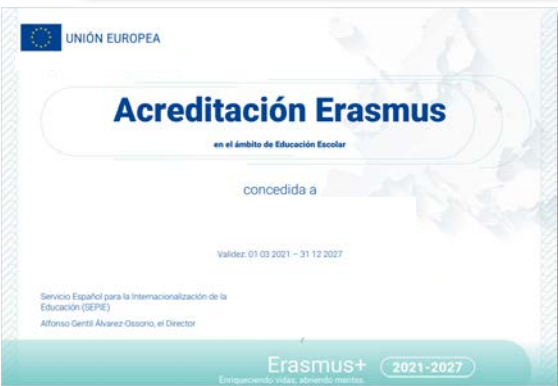 UNIÓN EUROPEA
Acreditación Erasmus
en el ámbito de Educación Escolar
concedida a
Validez: 01 03 2021 – 31 12 2027
Servicio Español para la Internacionalización de la
Educación (SEPIE)
Alfonso Gentil Álvarez-Ossorio, el Director
Erasmus+ 2021-2027
Enriqueciendo vidas, abriendo mentes.